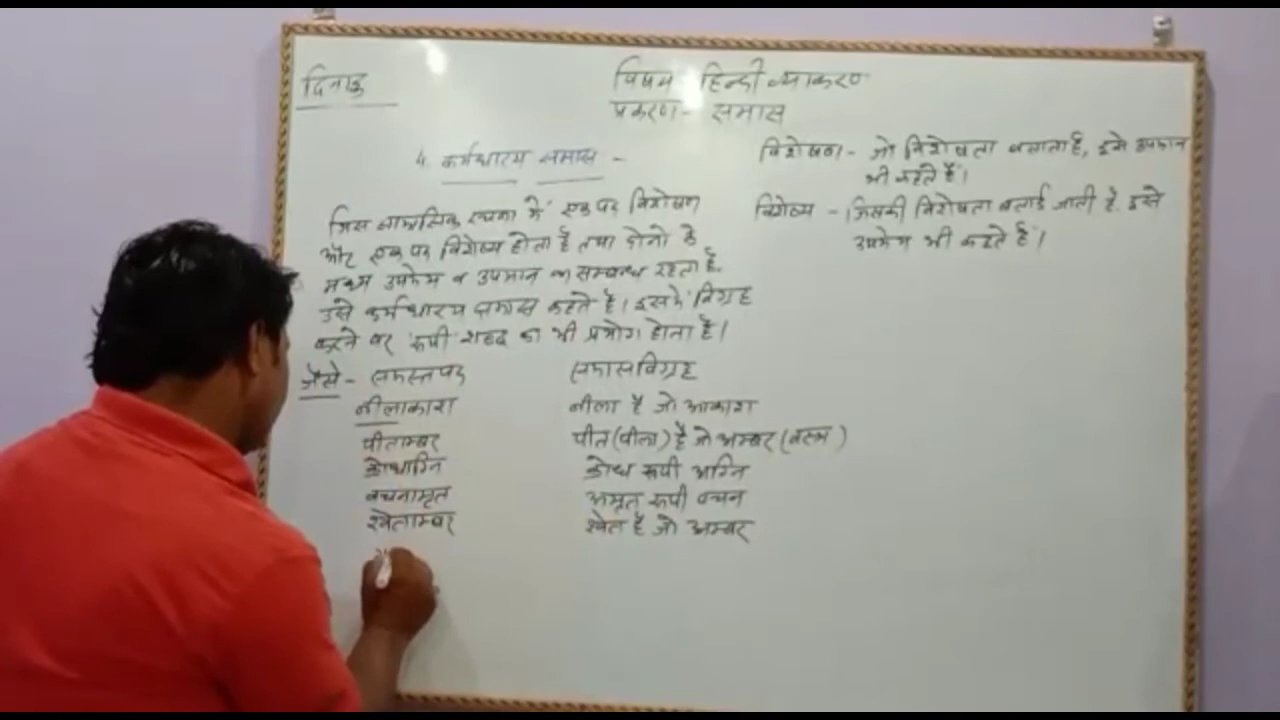 दिनांक
विषय - हिन्दी व्याकरण
प्रकरण - समास
4. कर्मधारय समास -
जिस सामासिक रचना में एक पद विशेषण
और एक पद विशेष्य होता है तथा दोनो के
मध्य उपमेय व उपमान का सम्बन्ध रहता है,
उसे कर्मधारय समास कहते है। इसके विग्रह
करने पर 'रूपी' शब्द का भी प्रयोग होता है।
विशेषण - जो विशेषता बताता है, इसे उपमान
भी कहते हैं।
विशेष्य - जिसकी विशेषता बताई जाती है. इसे
उपमेय भी कहते हैं।
जैसे - समस्तपद समासविग्रह
नीलाकाश नीला है जो आकाश
पीताम्बर पीत (पीला) है जो अम्बर (वस्त्र)
क्रोधाग्नि क्रोध रूपी अग्नि
वचनामृत अमृत रूपी वचन
श्वेताम्बर श्वेत है जो अम्बर